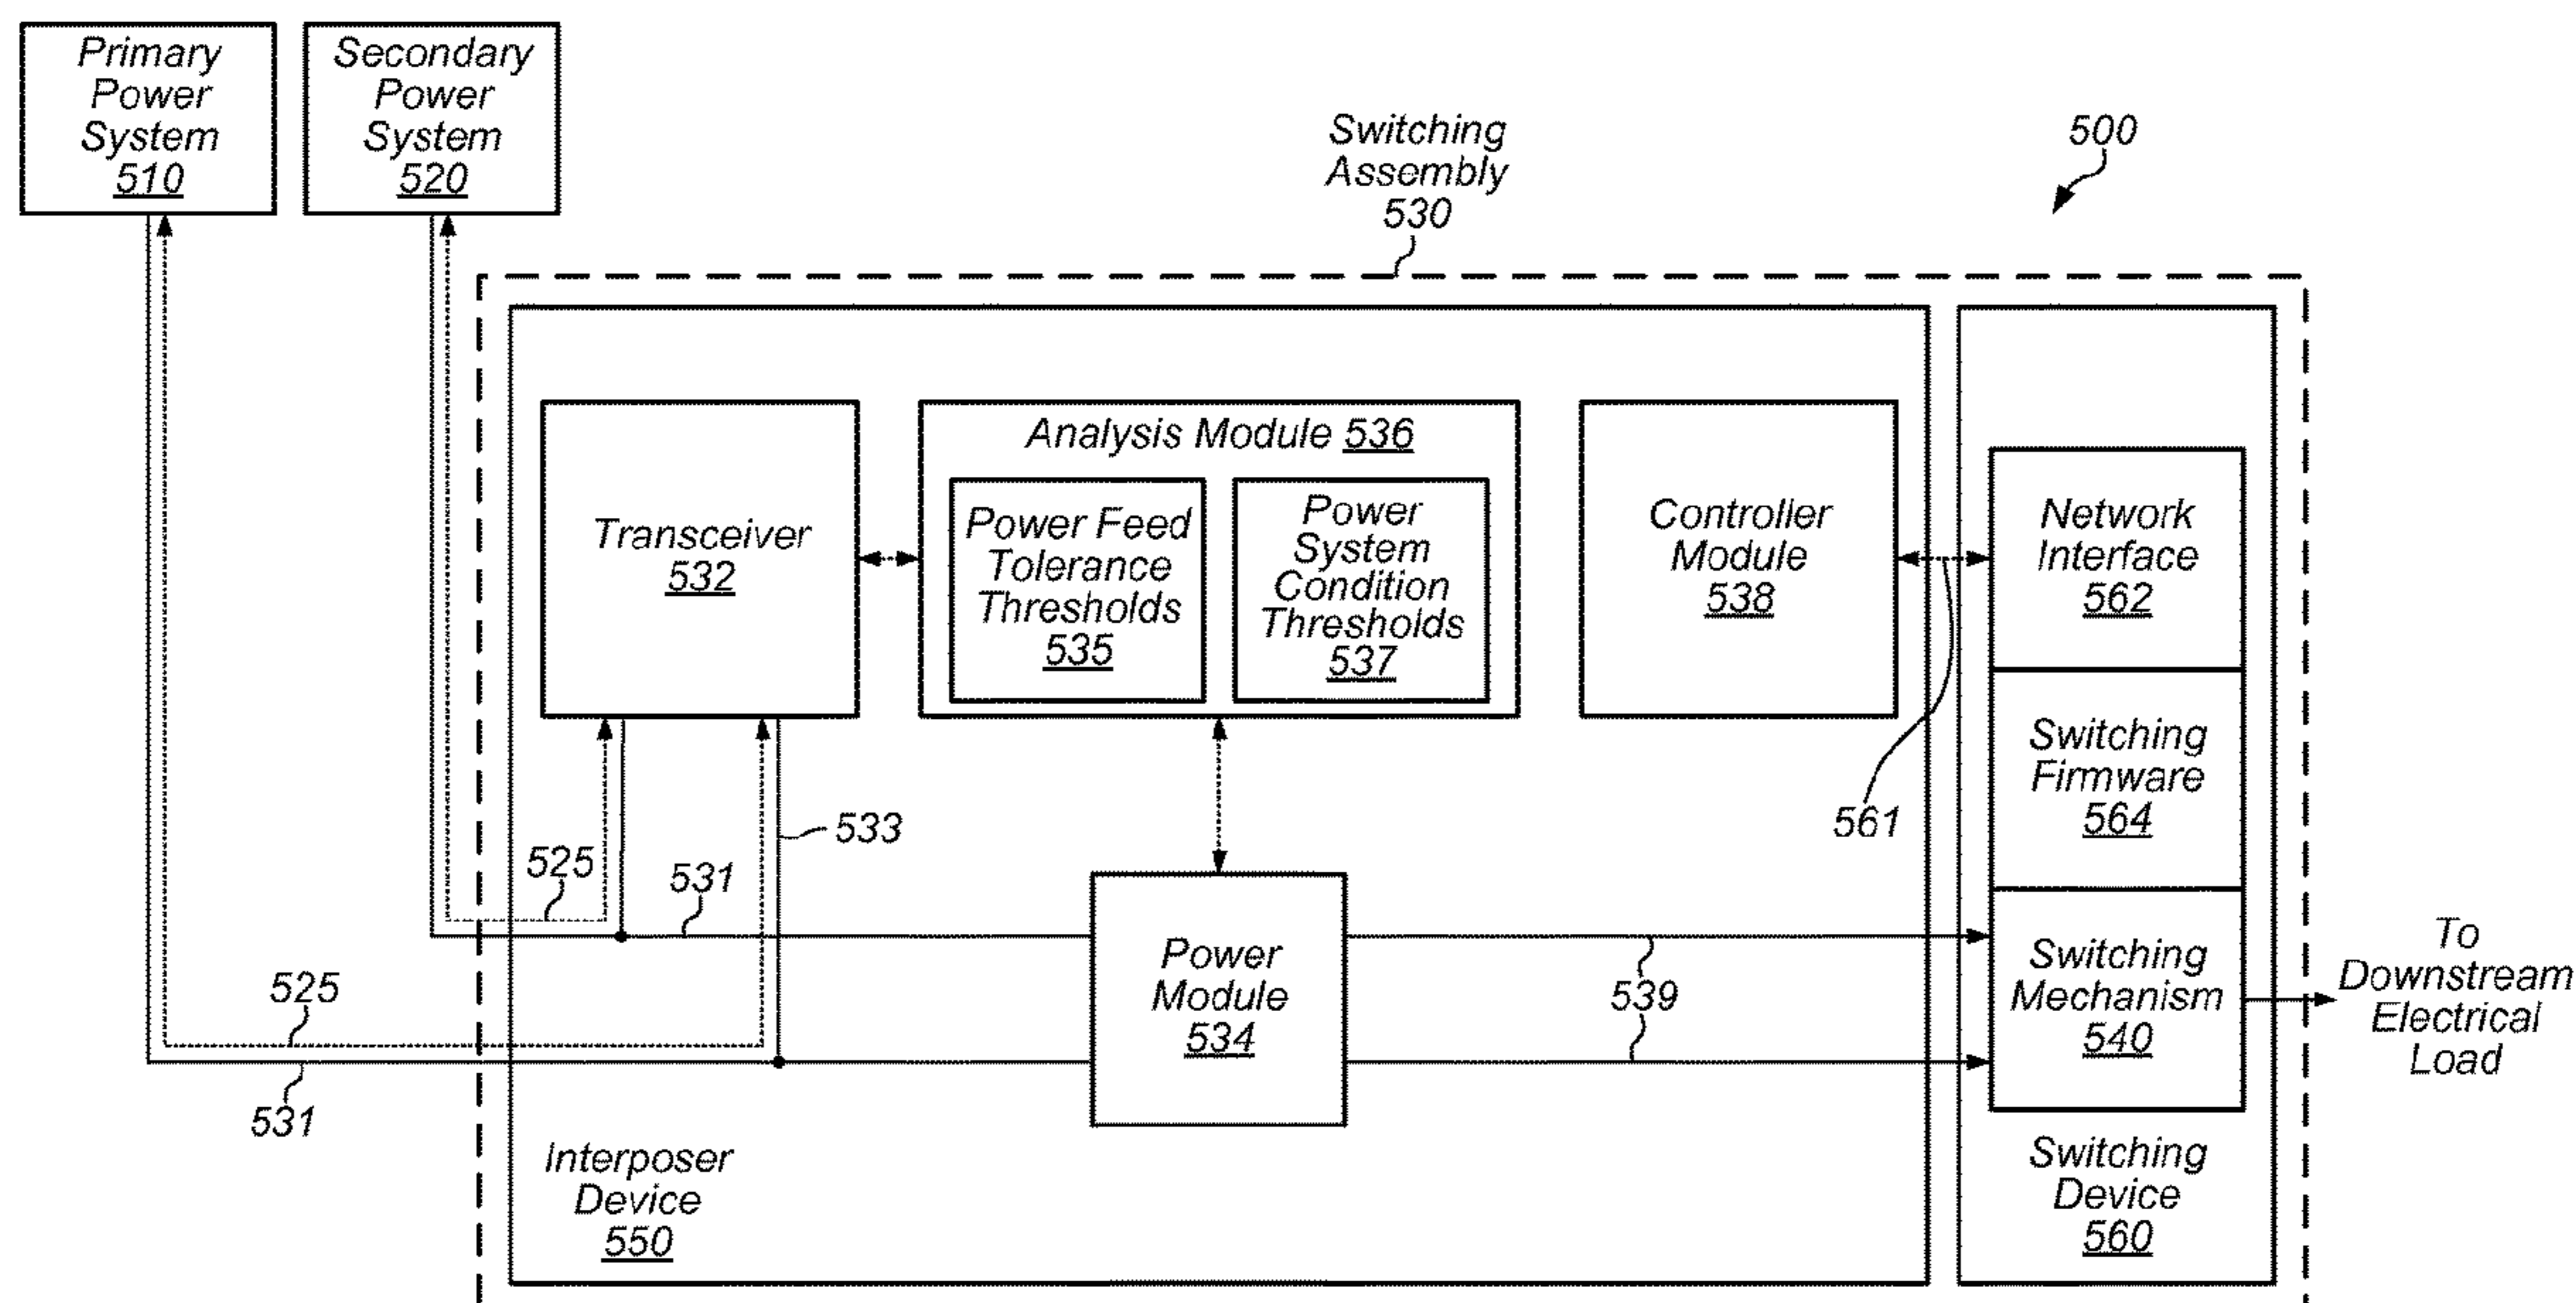 Primary
Power
System
510
Secondary
Power
System
520
Switching
Assembly
530
500
Transceiver
532
Analysis Module 536
Power Feed
Tolerance
Thresholds
535
Power
System
Condition
Thresholds
537
Controller
Module
538
Network
Interface
562
Switching
Firmware
564
561
533
525
531
Power
Module
534
539
Switching
Mechanism
540
To
Downstream
Electrical
Load
525
531
Interposer
Device
550
Switching
Device
560